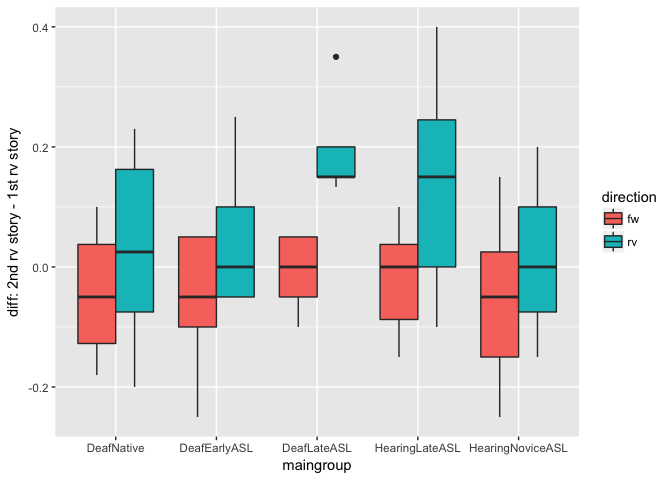 0.4
0.2
0.0
-0.2
diff: 2nd rv story - 1st rv story
DeafNative DeafEarlyASL DeafLateASL HearingLateASL HearingNoviceASL
maingroup
direction
fw
rv